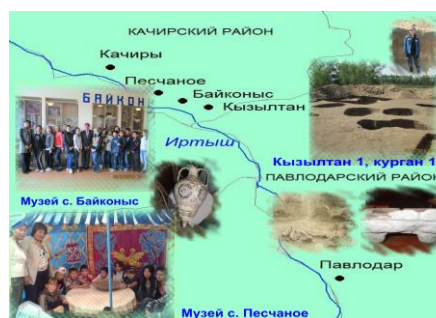 КАЧИРСКИЙ РАЙОН
Качиры
Песчаное
Байконыс
Кызылтан
БАЙКОН
Иртыш
Кызылтан 1, курган 1
ПАВЛОДАРСКИЙ РАЙОН
Музей с. Байконыс
Павлодар
Музей с. Песчаное